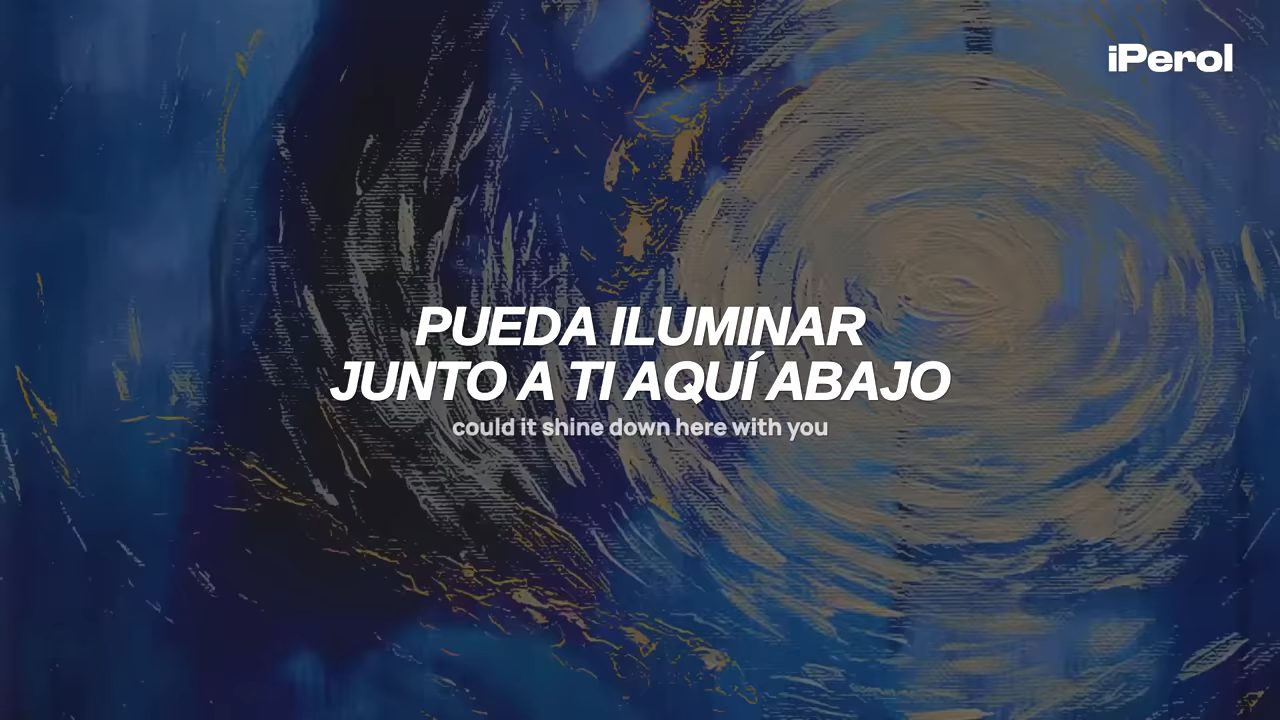 iPerol
PUEDA ILUMINAR
JUNTO A TI AQUÍ ABAJO
could it shine down here with you